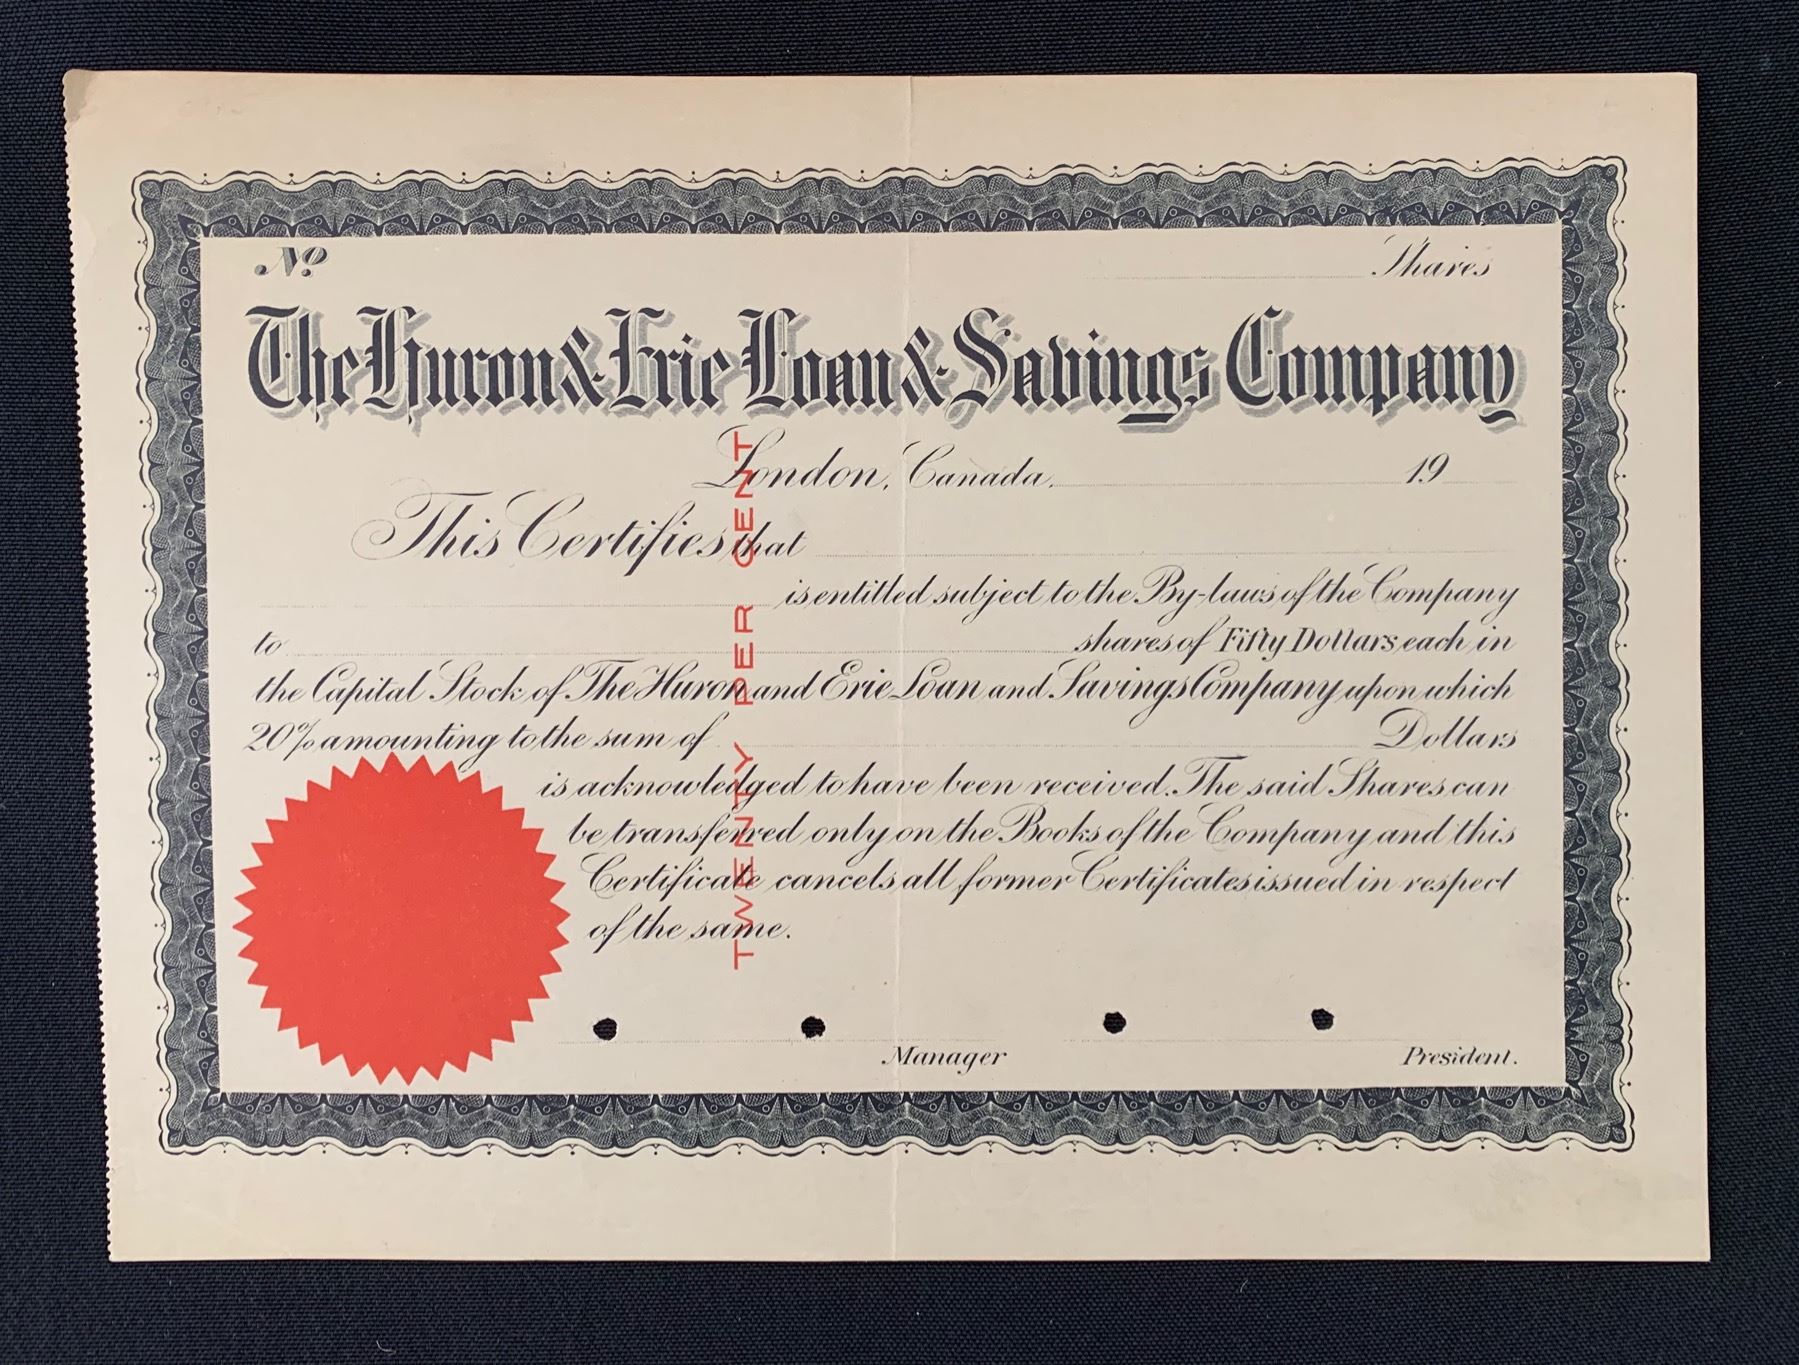 No Shares
The Huron & Erie Loan & Savings Company
London, Canada, 19
This Certifies that
is entitled subject to the By-laws of the Company
to shares of Fifty Dollars each in
the Capital Stock of The Huron and Erie Loan and Savings Company upon which
20% amounting to the sum of Dollars
is acknowledged to have been received. The said Shares can
be transferred only on the Books of the Company and this
Certificate cancels all former Certificates issued in respect
of the same.
TWENTY PER CENT
Manager President.